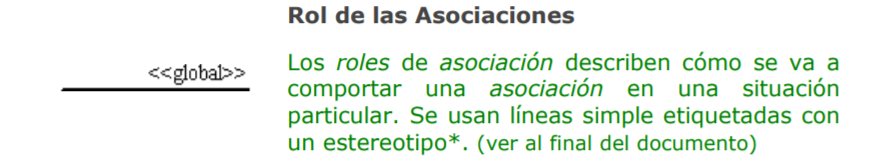 Rol de las Asociaciones
<<global>>
Los roles de asociación describen cómo se va a
comportar una asociación en una situación
particular. Se usan líneas simple etiquetadas con
un estereotipo*. (ver al final del documento)